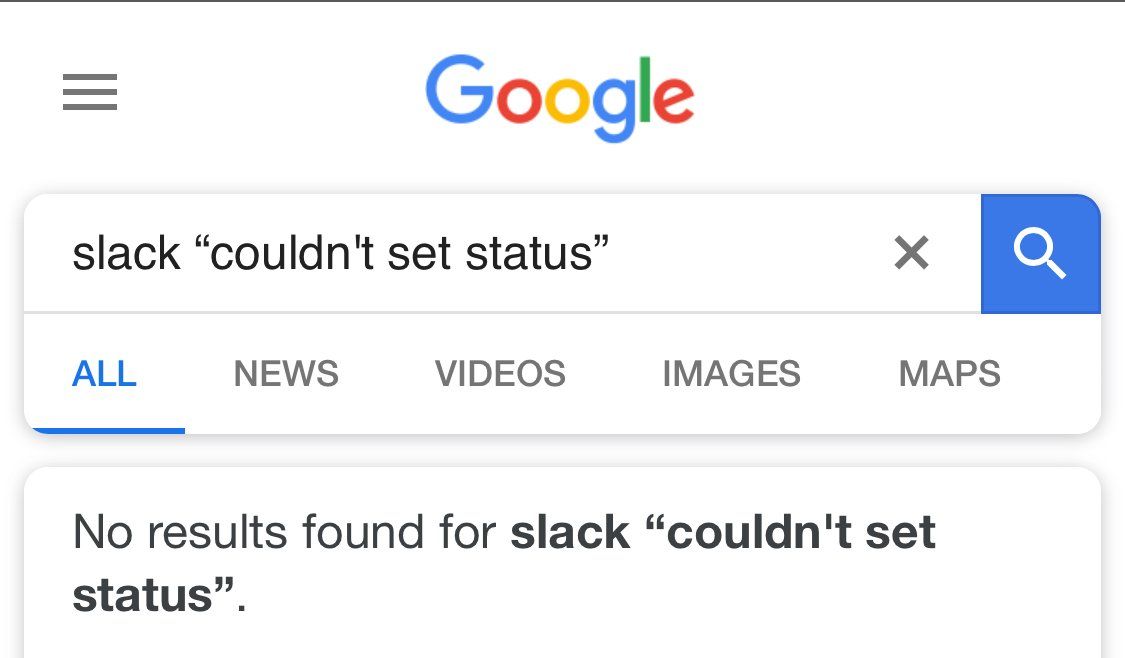 Google
slack “couldn't set status”
ALL NEWS VIDEOS IMAGES MAPS
No results found for slack “couldn't set
status”.